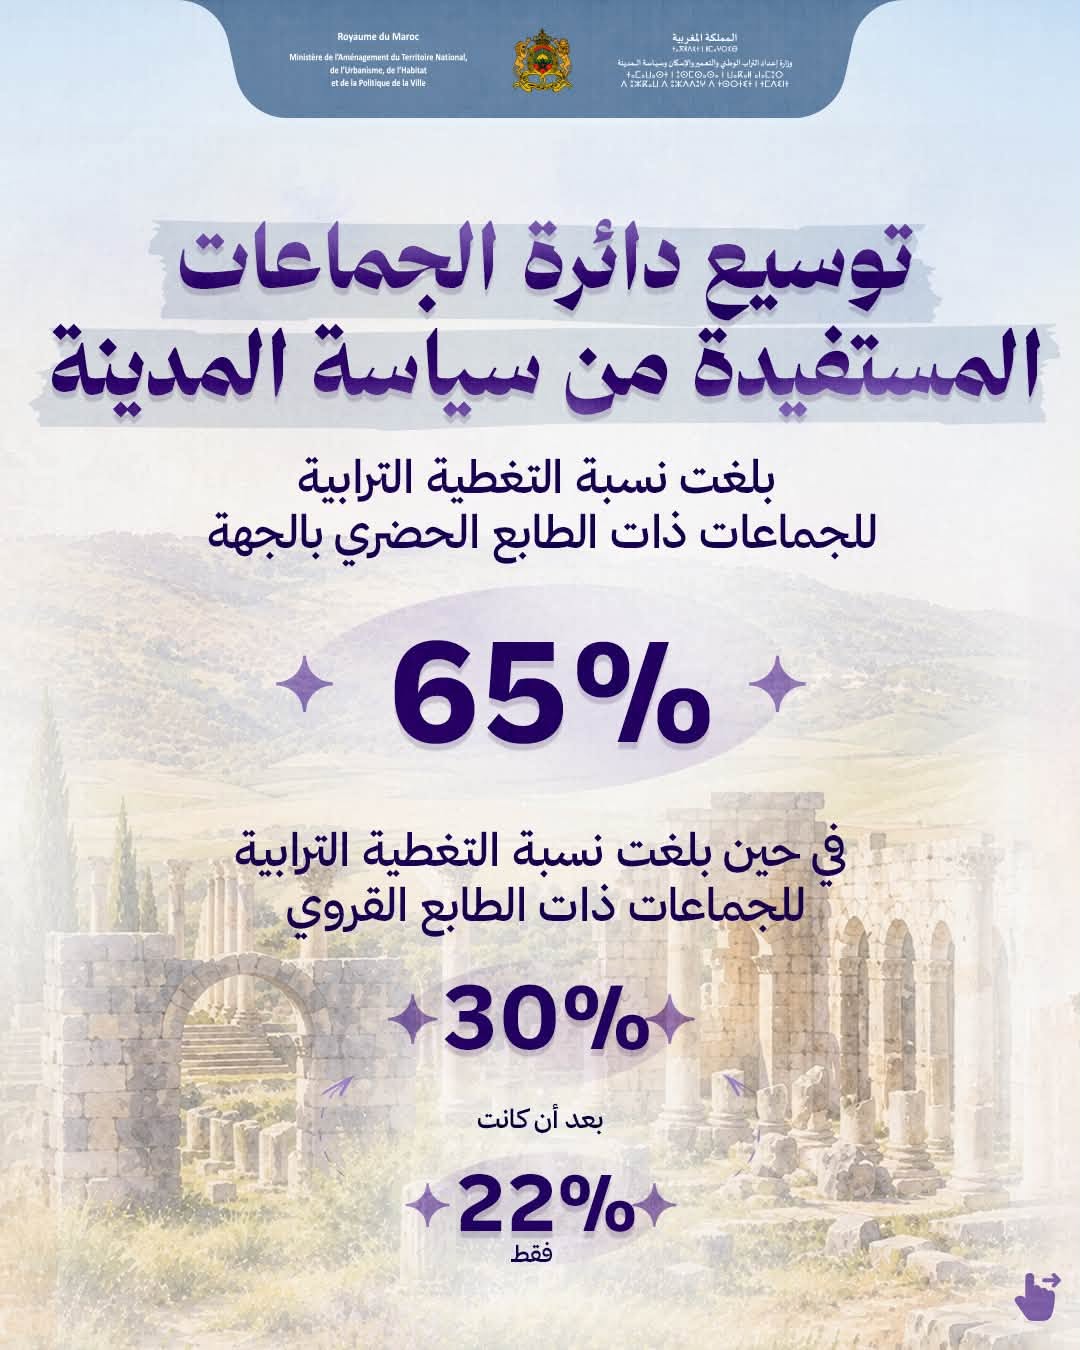 Royaume du Maroc
Ministère de l'Aménagement du Territoire National,
de l'Urbanisme, de l'Habitat
et de la Politique de la Ville
المملكة المغربية
ⵜⴰⴳⵍⴷⵉⵜ ⵏ ⵍⵎⵖⵔⵉⴱ
وزارة إعداد التراب الوطني والتعمير والإسكان وسياسة المدينة
توسيع دائرة الجماعات
المستفيدة من سياسة المدينة
بلغت نسبة التغطية الترابية
للجماعات ذات الطابع الحضري بالجهة
65%
في حين بلغت نسبة التغطية الترابية
للجماعات ذات الطابع القروي
30%
بعد أن كانت
22%
فقط